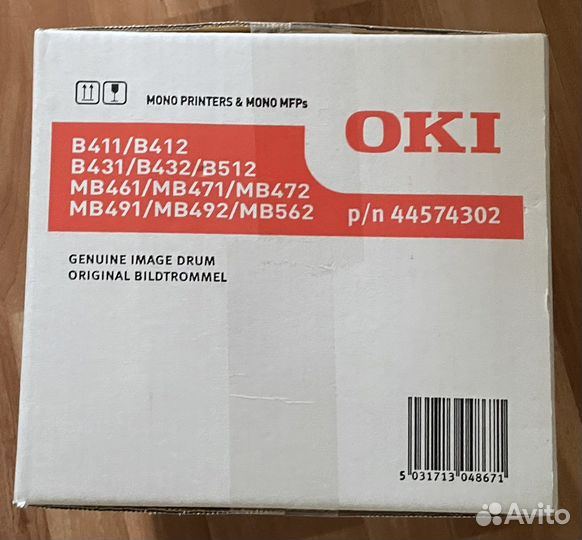 MONO PRINTERS & MONO MFPs
OKI
B411/B412
B431/B432/B512
MB461/MB471/MB472
MB491/MB492/MB562
p/n 44574302
GENUINE IMAGE DRUM
ORIGINAL BILDTROMMEL
5 031713 048671
Avito